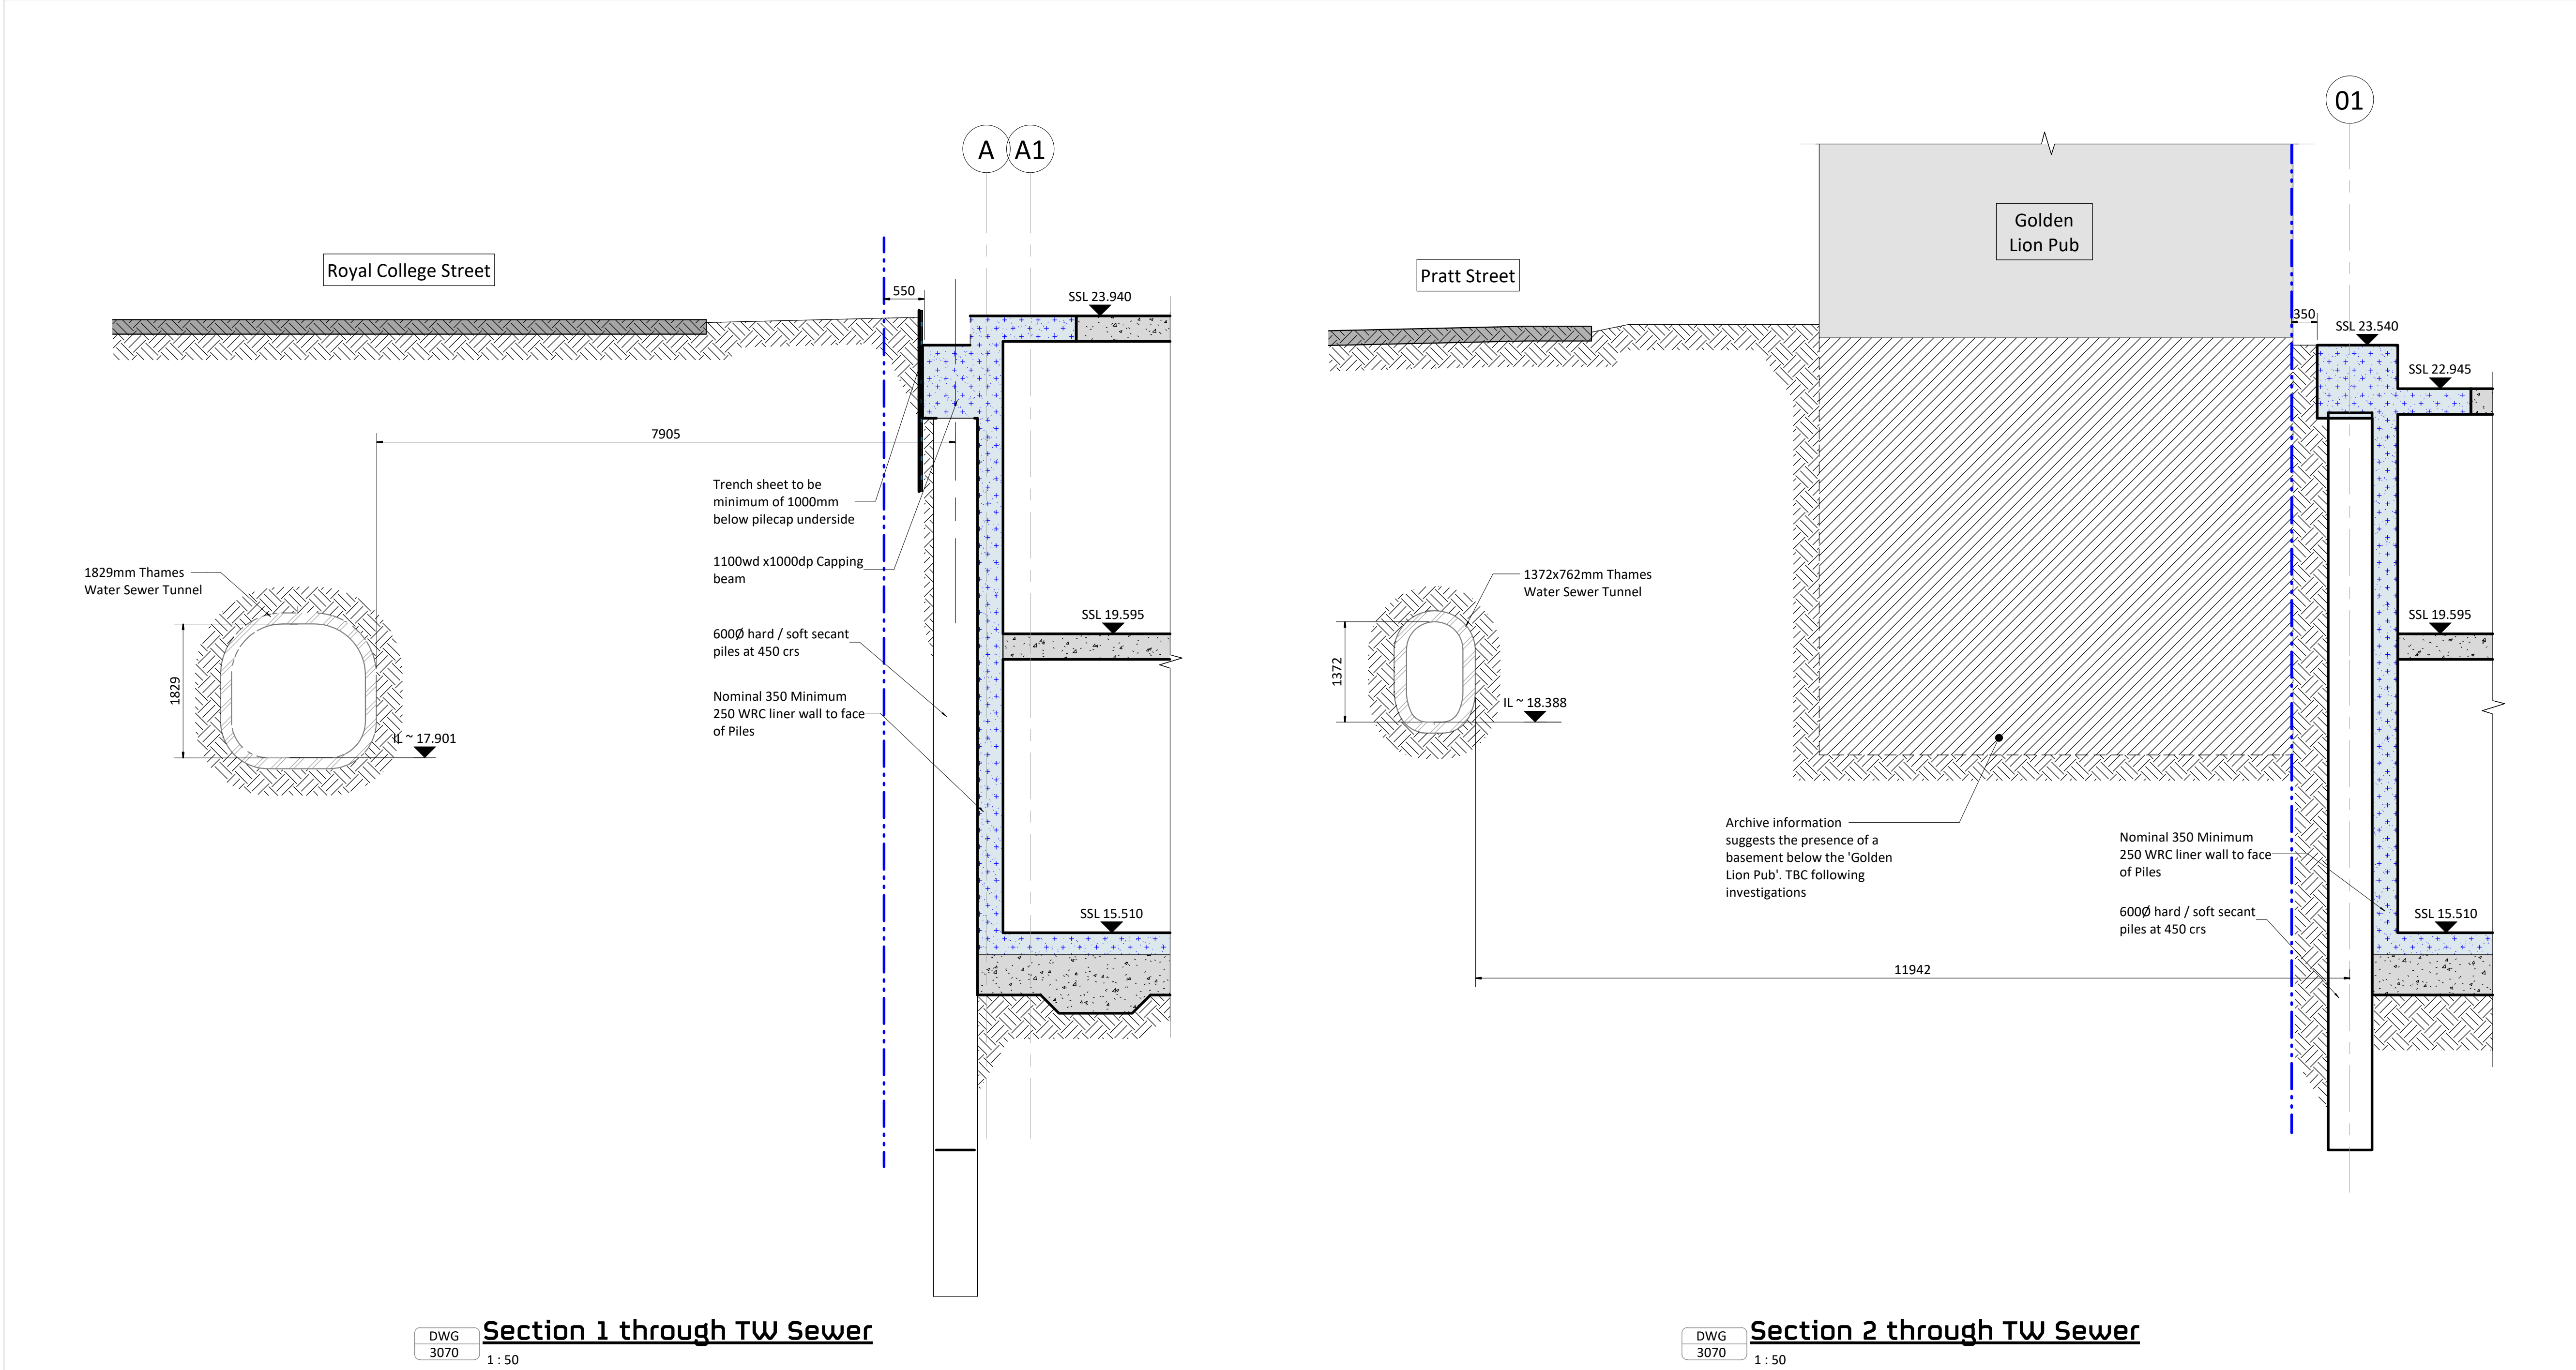 Royal College Street
A
A1
550
SSL 23.940
7905
Trench sheet to be
minimum of 1000mm
below pilecap underside
1100wd x1000dp Capping
beam
1829mm Thames
Water Sewer Tunnel
1829
IL ~ 17.901
600Ø hard / soft secant
piles at 450 crs
Nominal 350 Minimum
250 WRC liner wall to face
of Piles
SSL 19.595
SSL 15.510
DWG
3070
Section 1 through TW Sewer
1 : 50
01
Golden
Lion Pub
Pratt Street
350
SSL 23.540
SSL 22.945
1372x762mm Thames
Water Sewer Tunnel
1372
IL ~ 18.388
SSL 19.595
Archive information
suggests the presence of a
basement below the 'Golden
Lion Pub'. TBC following
investigations
Nominal 350 Minimum
250 WRC liner wall to face
of Piles
600Ø hard / soft secant
piles at 450 crs
SSL 15.510
11942
DWG
3070
Section 2 through TW Sewer
1 : 50